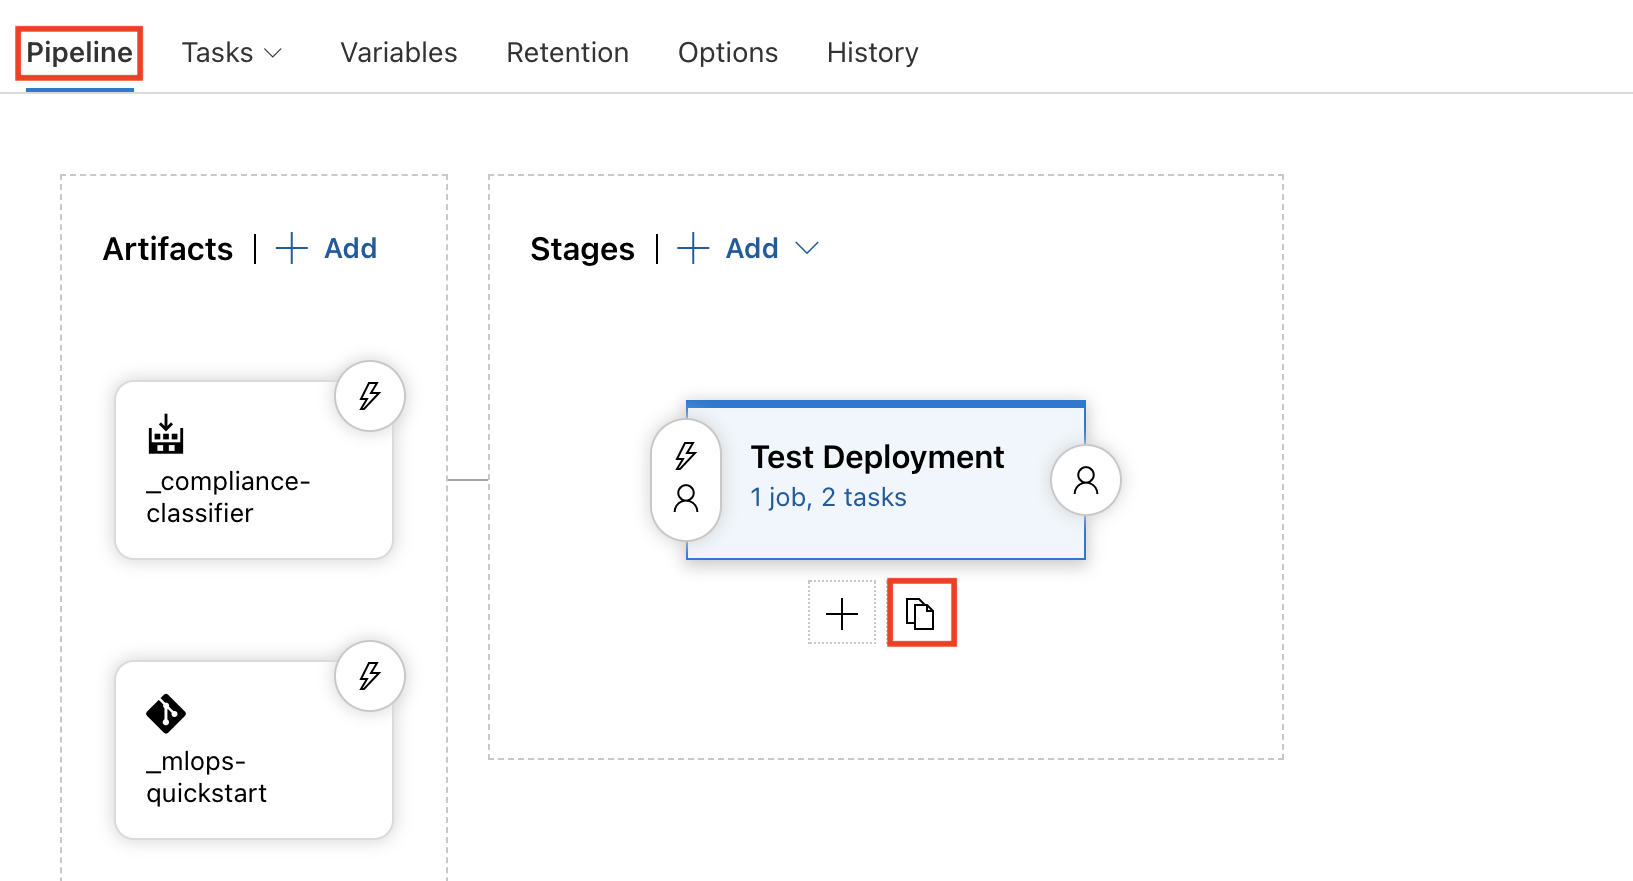 Pipeline Tasks Variables Retention Options History
Artifacts | Add
Stages | Add
_compliance-
classifier
Test Deployment
1 job, 2 tasks
_mlops-
quickstart